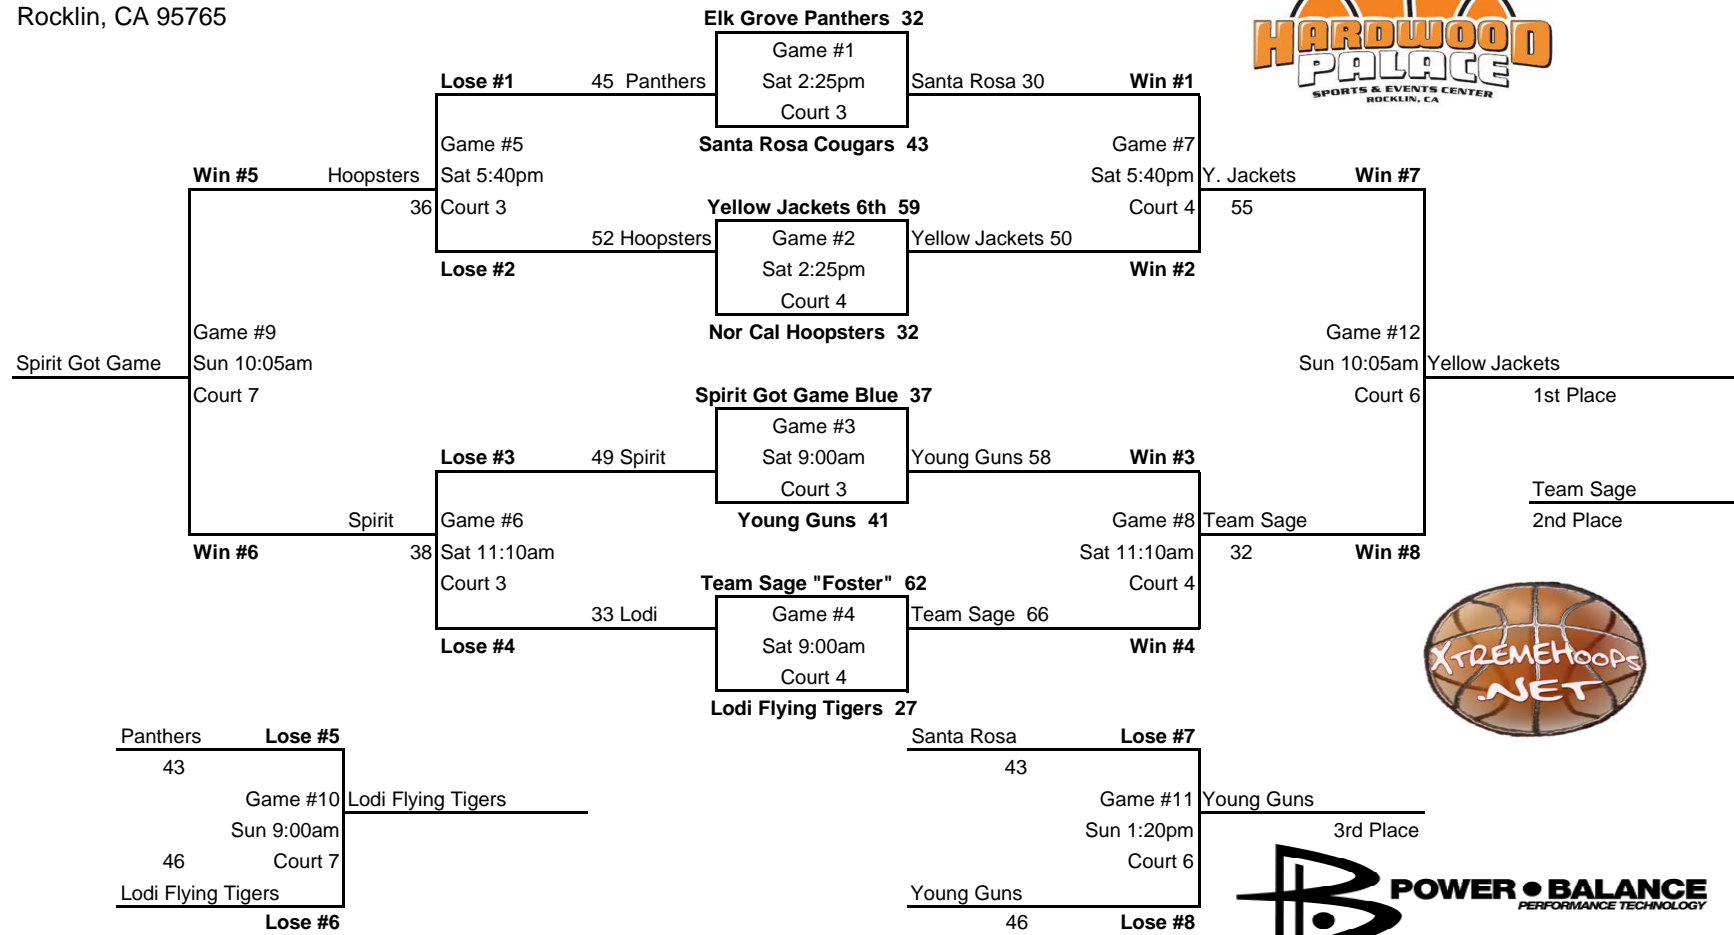 Rocklin, CA 95765
Elk Grove Panthers 32
HARDWOOD
PALACE
SPORTS & EVENTS CENTER
ROCKLIN, CA
Game #1
Lose #1 45 Panthers Sat 2:25pm Santa Rosa 30 Win #1
Court 3
Game #5 Santa Rosa Cougars 43 Game #7
Win #5 Hoopsters Sat 5:40pm Sat 5:40pm Y. Jackets Win #7
36 Court 3 Yellow Jackets 6th 59 Court 4 55
52 Hoopsters Game #2 Yellow Jackets 50
Lose #2 Sat 2:25pm Win #2
Court 4
Game #9 Nor Cal Hoopsters 32 Game #12
Spirit Got Game Sun 10:05am Sun 10:05am Yellow Jackets
Court 7 Spirit Got Game Blue 37 Court 6 1st Place
Game #3
Lose #3 49 Spirit Sat 9:00am Young Guns 58 Win #3
Court 3 Team Sage
Spirit Game #6 Young Guns 41 Game #8 Team Sage 2nd Place
Win #6 38 Sat 11:10am Sat 11:10am 32 Win #8
Court 3 Team Sage "Foster" 62 Court 4
33 Lodi Game #4 Team Sage 66
Lose #4 Sat 9:00am Win #4
Court 4
XTREMEHOOPS
.NET
Lodi Flying Tigers 27
Panthers Lose #5 Santa Rosa Lose #7
43 43
Game #10 Lodi Flying Tigers Game #11 Young Guns
Sun 9:00am Sun 1:20pm 3rd Place
46 Court 7 Court 6
Lodi Flying Tigers Young Guns
POWER BALANCE
PERFORMANCE TECHNOLOGY
Lose #6 46 Lose #8